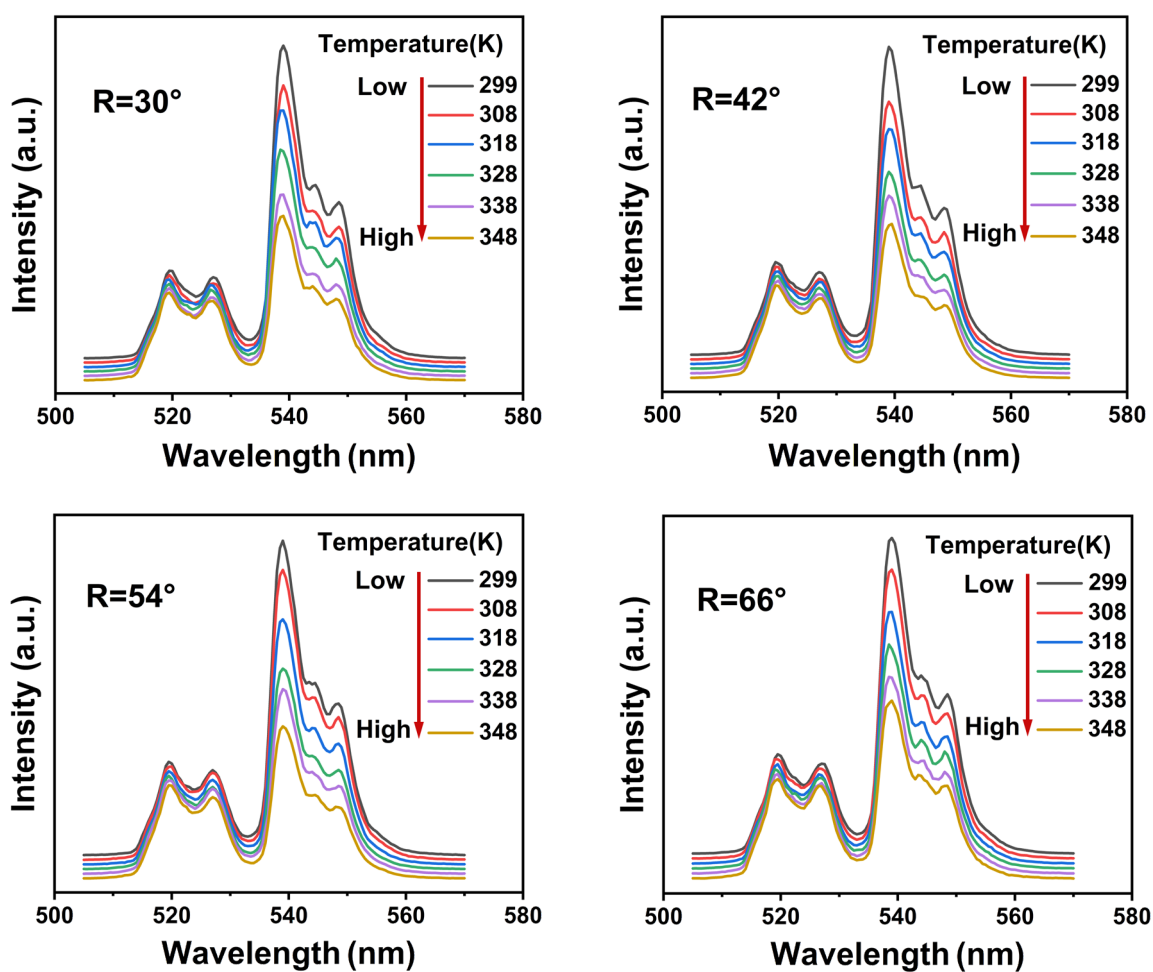 Temperature(K)
Low
299
308
318
328
338
High
348
R=30°
Intensity (a.u.)
500
520
540
560
580
Wavelength (nm)
Temperature(K)
Low
299
308
318
328
338
High
348
R=42°
Intensity (a.u.)
500
520
540
560
580
Wavelength (nm)
Temperature(K)
Low
299
308
318
328
338
High
348
R=54°
Intensity (a.u.)
500
520
540
560
580
Wavelength (nm)
Temperature(K)
Low
299
308
318
328
338
High
348
R=66°
Intensity (a.u.)
500
520
540
560
580
Wavelength (nm)